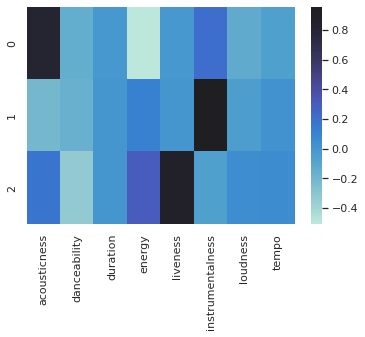 0
1
2
acousticness
danceability
duration
energy
liveness
instrumentalness
loudness
tempo
0.8
0.6
0.4
0.2
0.0
−0.2
−0.4